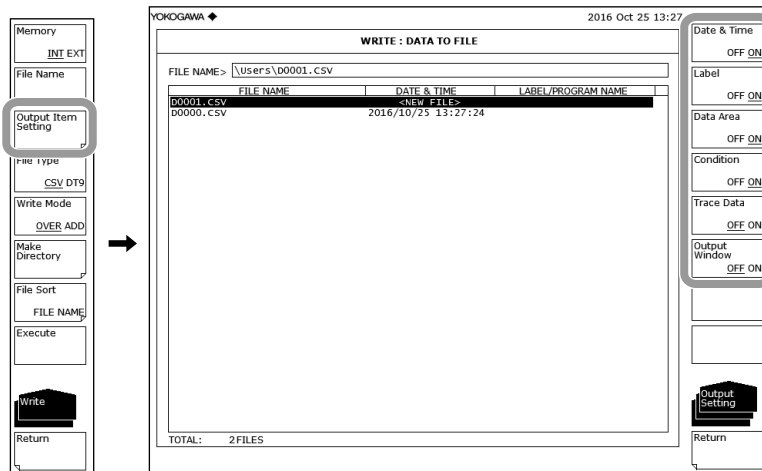 Memory
INT EXT
File Name
Output Item
Setting
File Type
CSV DT9
Write Mode
OVER ADD
Make
Directory
File Sort
FILE NAME
Execute
Write
Return
YOKOGAWA
2016 Oct 25 13:27
WRITE : DATA TO FILE
FILE NAME> \Users\D0001.CSV
FILE NAME DATE & TIME LABEL/PROGRAM NAME
D0001.CSV <NEW FILE>
D0000.CSV 2016/10/25 13:27:24
TOTAL: 2FILES
Date & Time
OFF ON
Label
OFF ON
Data Area
OFF ON
Condition
OFF ON
Trace Data
OFF ON
Output
Window
OFF ON
Output
Setting
Return